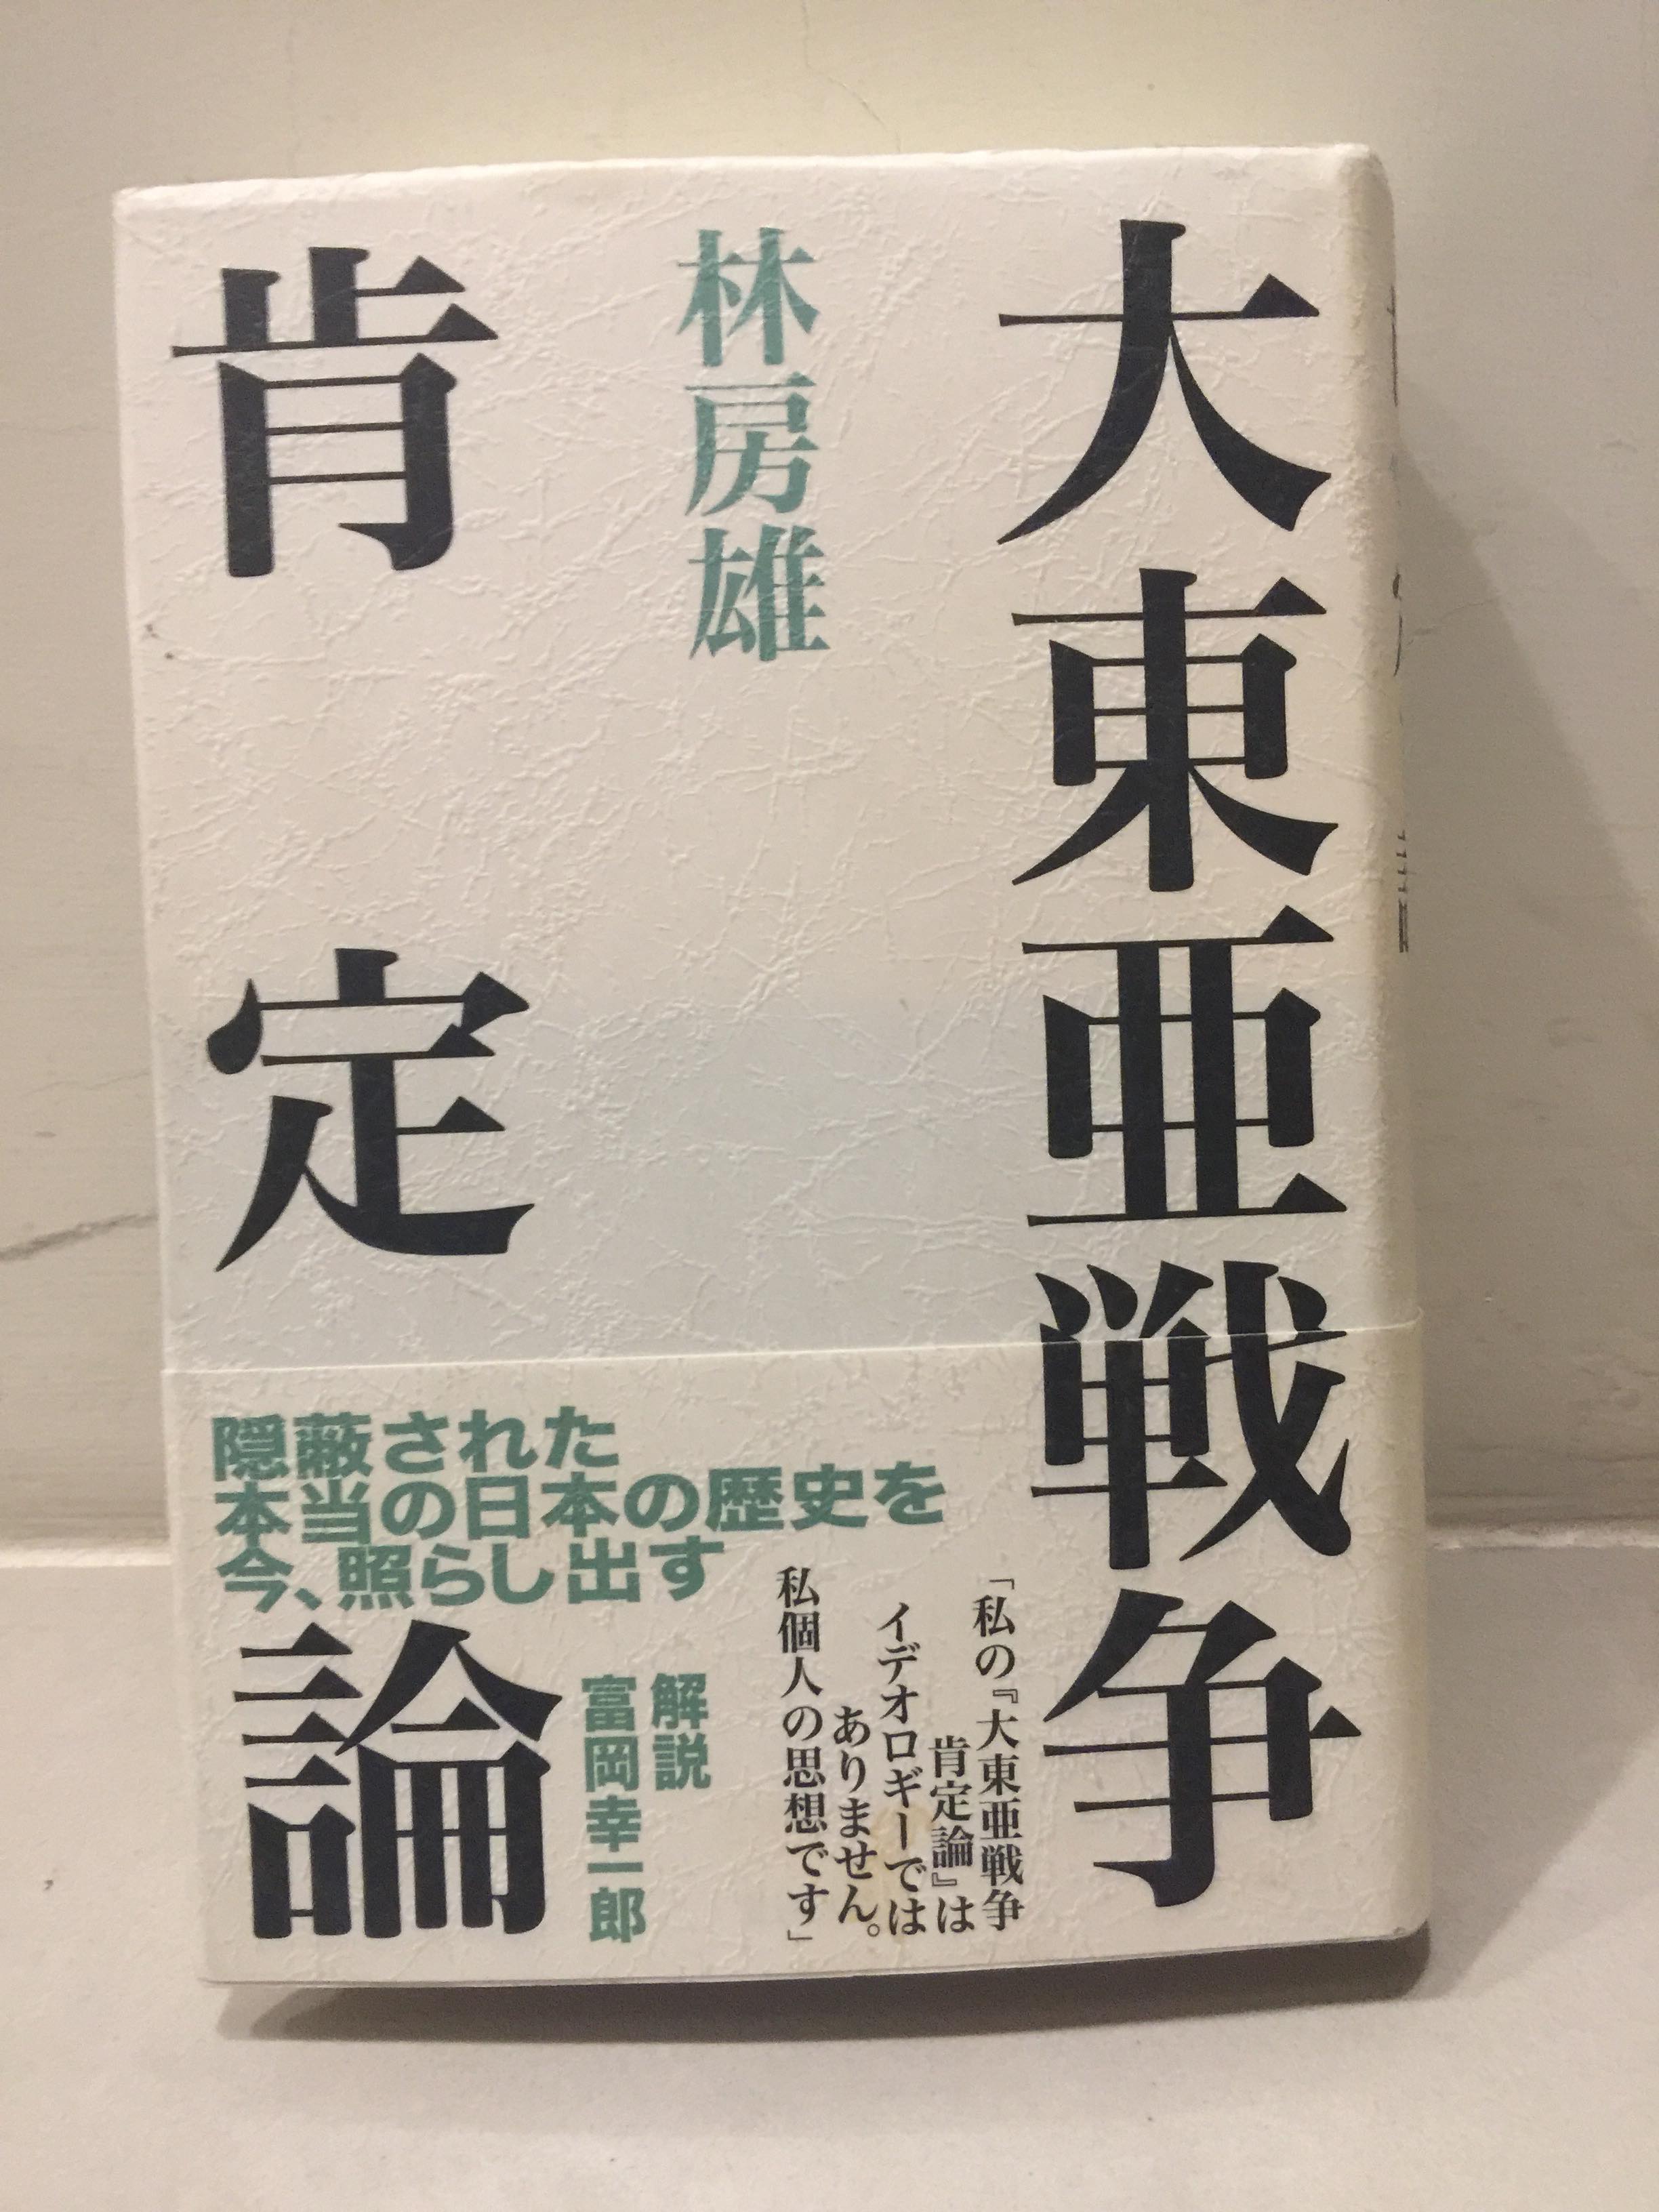 大東亜戦争
林房雄
肯定論
隠蔽された
本当の日本の歴史を
今、照らし出す
「私の『大東亜戦争
肯定論』は
イデオロギーでは
ありません。
私個人の思想です」
解説
富岡幸一郎